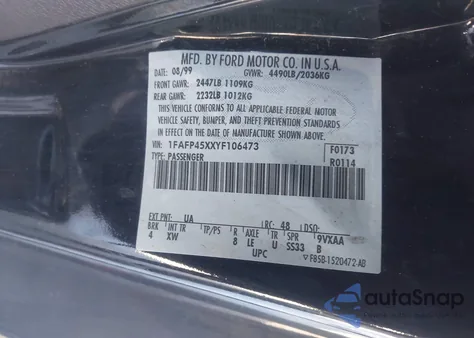 MFD. BY FORD MOTOR CO. IN U.S.A.
DATE: 08/99 GVWR: 4490LB/2036KG
FRONT GAWR: 2447LB 1109KG
REAR GAWR: 2232LB 1012KG
THIS VEHICLE CONFORMS TO ALL APPLICABLE FEDERAL MOTOR
VEHICLE SAFETY, BUMPER, AND THEFT PREVENTION STANDARDS
IN EFFECT ON THE DATE OF MANUFACTURE SHOWN ABOVE.
VIN: 1FAFP45XXYF106473 F0173
TYPE: PASSENGER R0114
EXT PNT: UA RC: 48 DSO:
BRK INT TR TP/PS R AXLE TR SPR 9VXAA
4 XW 8 LE U SS33 B
UPC ▽F85B-1520472-AB
autoSnap